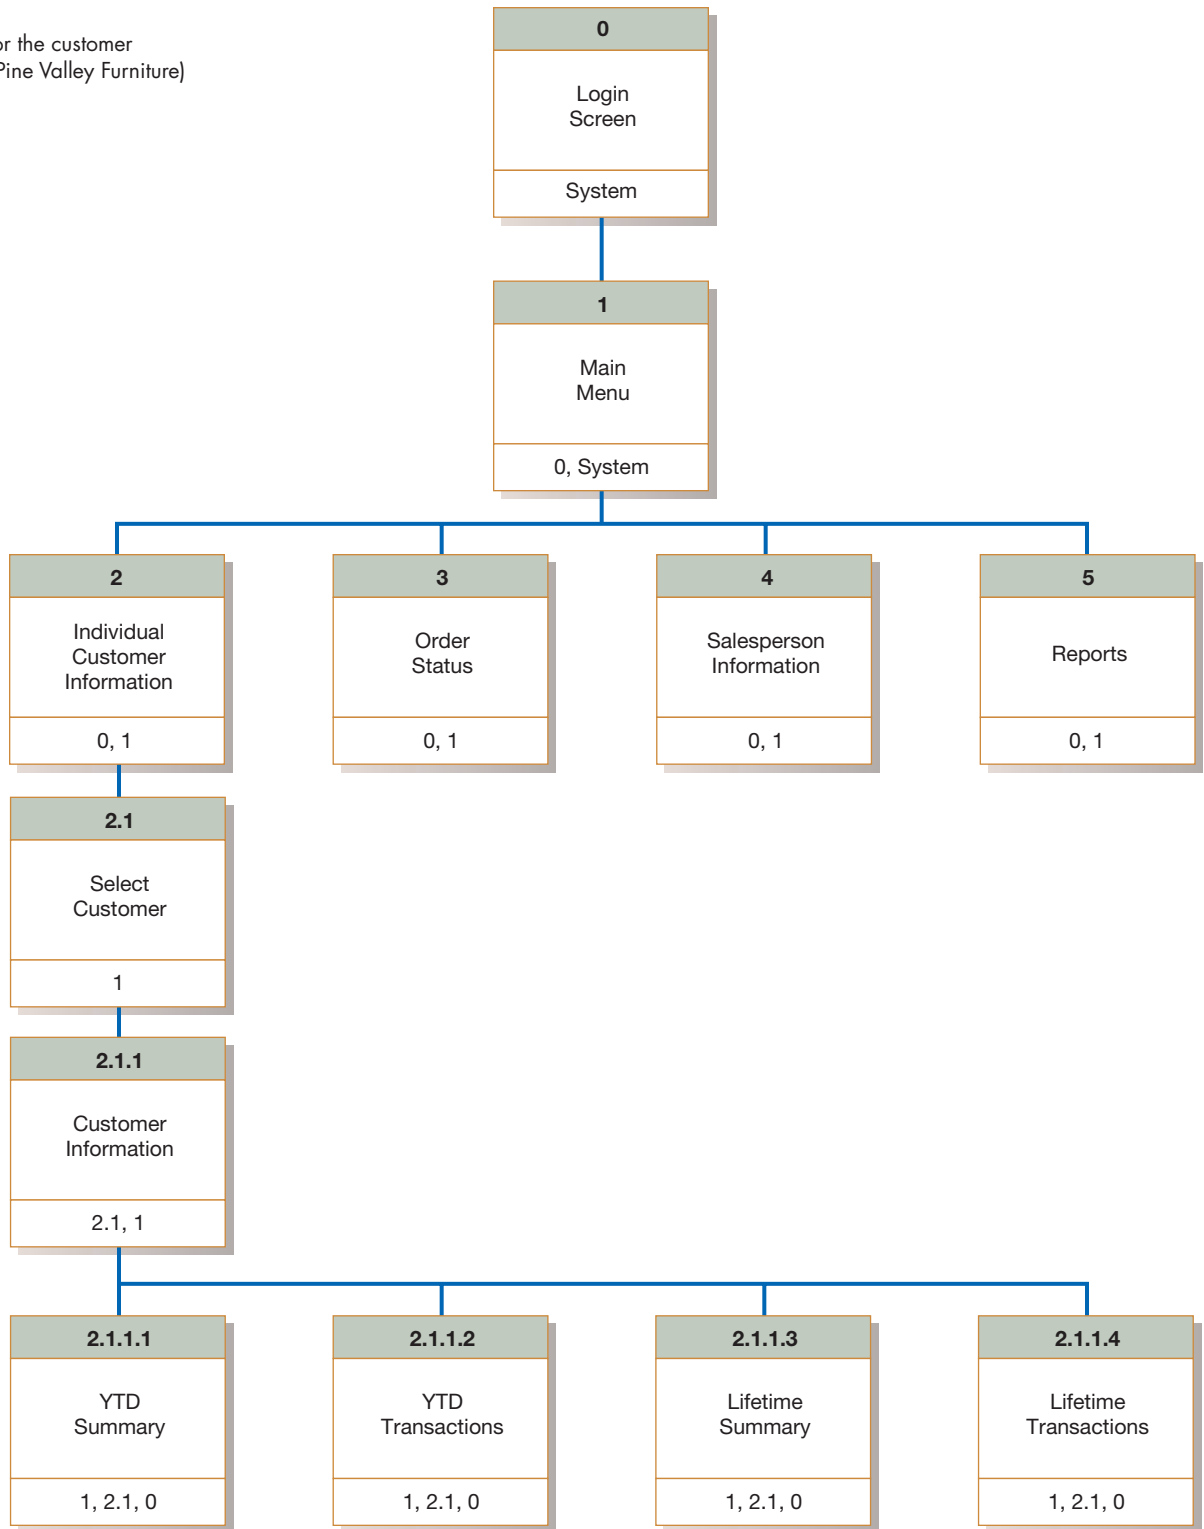 or the customer
Pine Valley Furniture)
0
Login
Screen
System
1
Main
Menu
0, System
2
Individual
Customer
Information
0, 1
3
Order
Status
0, 1
4
Salesperson
Information
0, 1
5
Reports
0, 1
2.1
Select
Customer
1
2.1.1
Customer
Information
2.1, 1
2.1.1.1
YTD
Summary
1, 2.1, 0
2.1.1.2
YTD
Transactions
1, 2.1, 0
2.1.1.3
Lifetime
Summary
1, 2.1, 0
2.1.1.4
Lifetime
Transactions
1, 2.1, 0